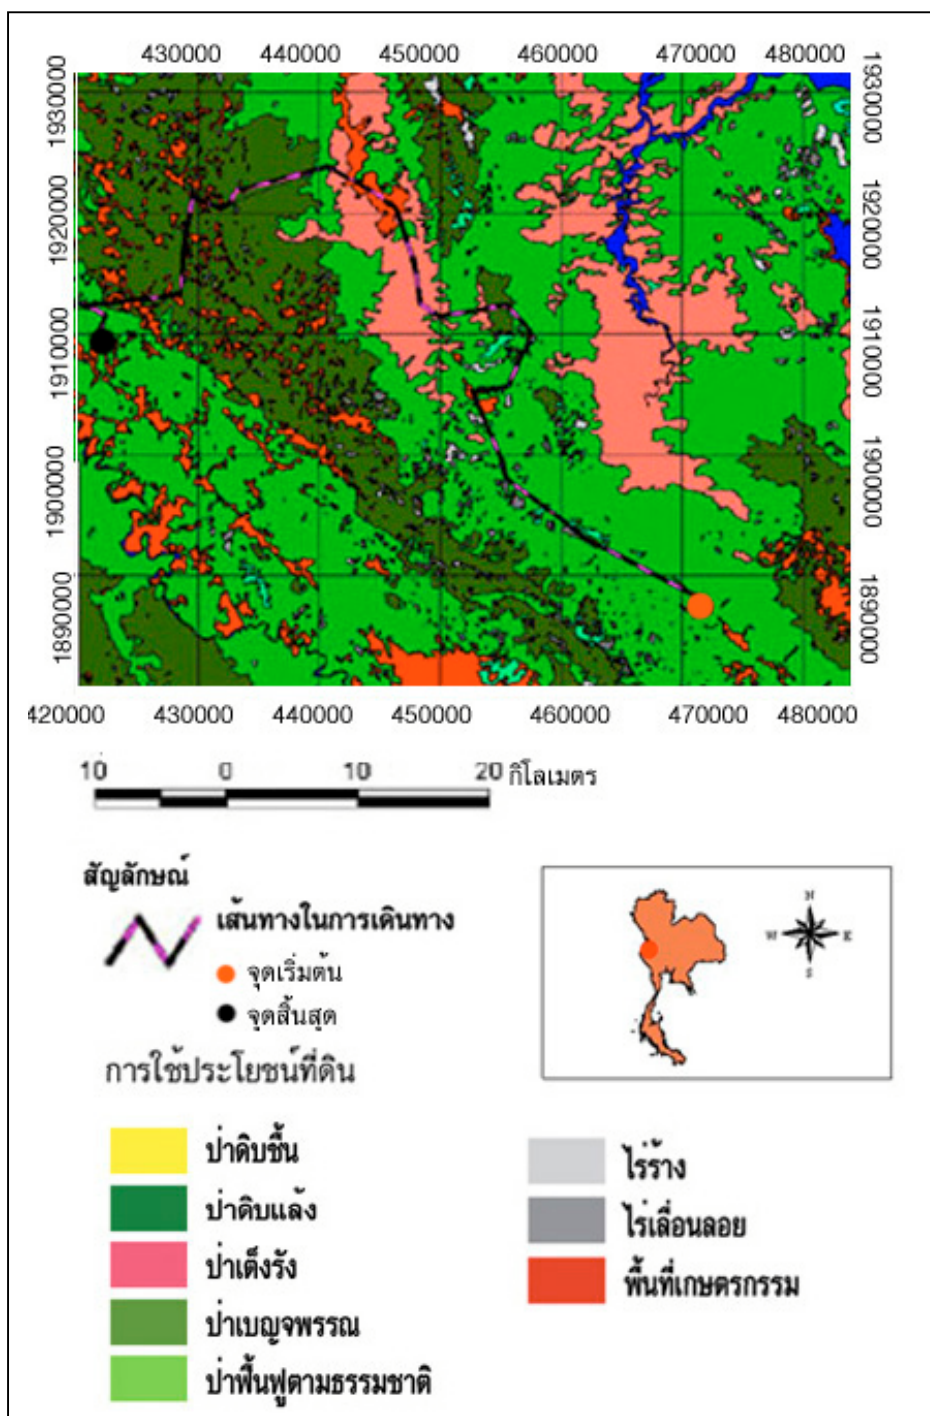 430000 440000 450000 460000 470000 480000
1930000
1920000
1910000
1900000
1890000
1930000
1920000
1910000
1900000
1890000
420000 430000 440000 450000 460000 470000 480000
10 0 10 20 กิโลเมตร
สัญลักษณ์
เส้นทางในการเดินทาง
จุดเริ่มต้น
จุดสิ้นสุด
N
W E
S
การใช้ประโยชน์ที่ดิน
ป่าดิบชื้น
ป่าดิบแล้ง
ป่าเต็งรัง
ป่าเบญจพรรณ
ป่าฟื้นฟูตามธรรมชาติ
ไร่ร้าง
ไร่เลื่อนลอย
พื้นที่เกษตรกรรม